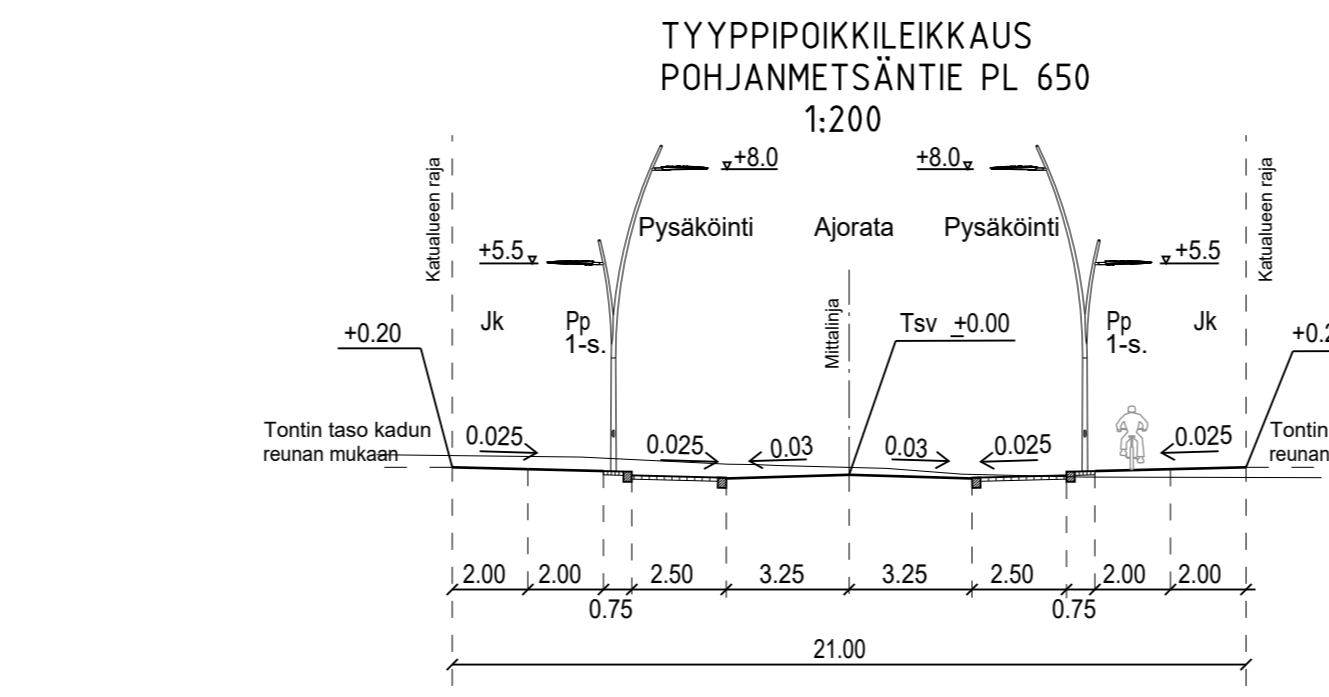 TYYPPIPOIKKILEIKKAUS
POHJANMETSÄNTIE PL 650
1:200
Katualueen raja
+8.0
+8.0
Katualueen raja
Pysäköinti
Ajorata
Pysäköinti
+5.5
+5.5
Jk
Pp
1-s.
Mittalinja
Tsv ±0.00
Pp
1-s.
Jk
+0.20
+0.2
Tontin taso kadun
reunan mukaan
0.025
0.025
0.03
0.03
0.025
0.025
Tontin
reunan
2.00
2.00
2.50
3.25
3.25
2.50
2.00
2.00
0.75
0.75
21.00